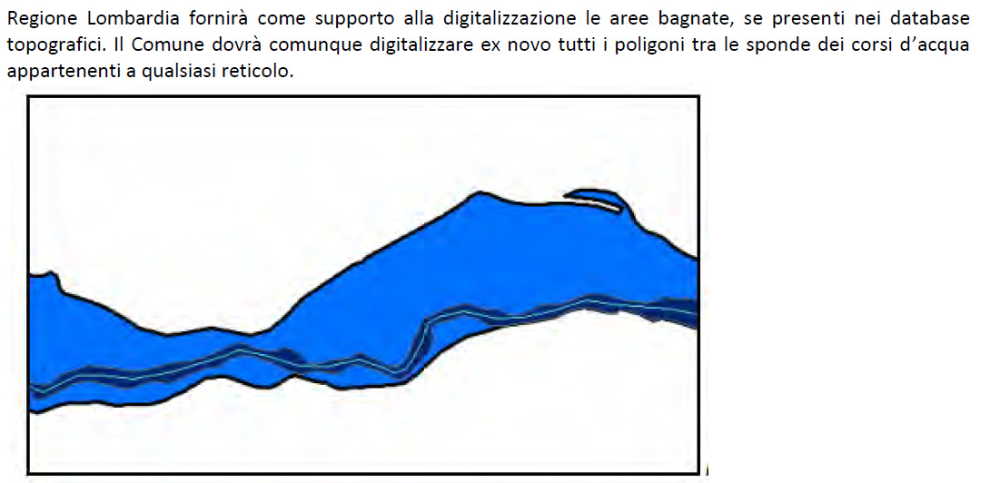 Regione Lombardia fornirà come supporto alla digitalizzazione le aree bagnate, se presenti nei database
topografici. Il Comune dovrà comunque digitalizzare ex novo tutti i poligoni tra le sponde dei corsi d’acqua
appartenenti a qualsiasi reticolo.